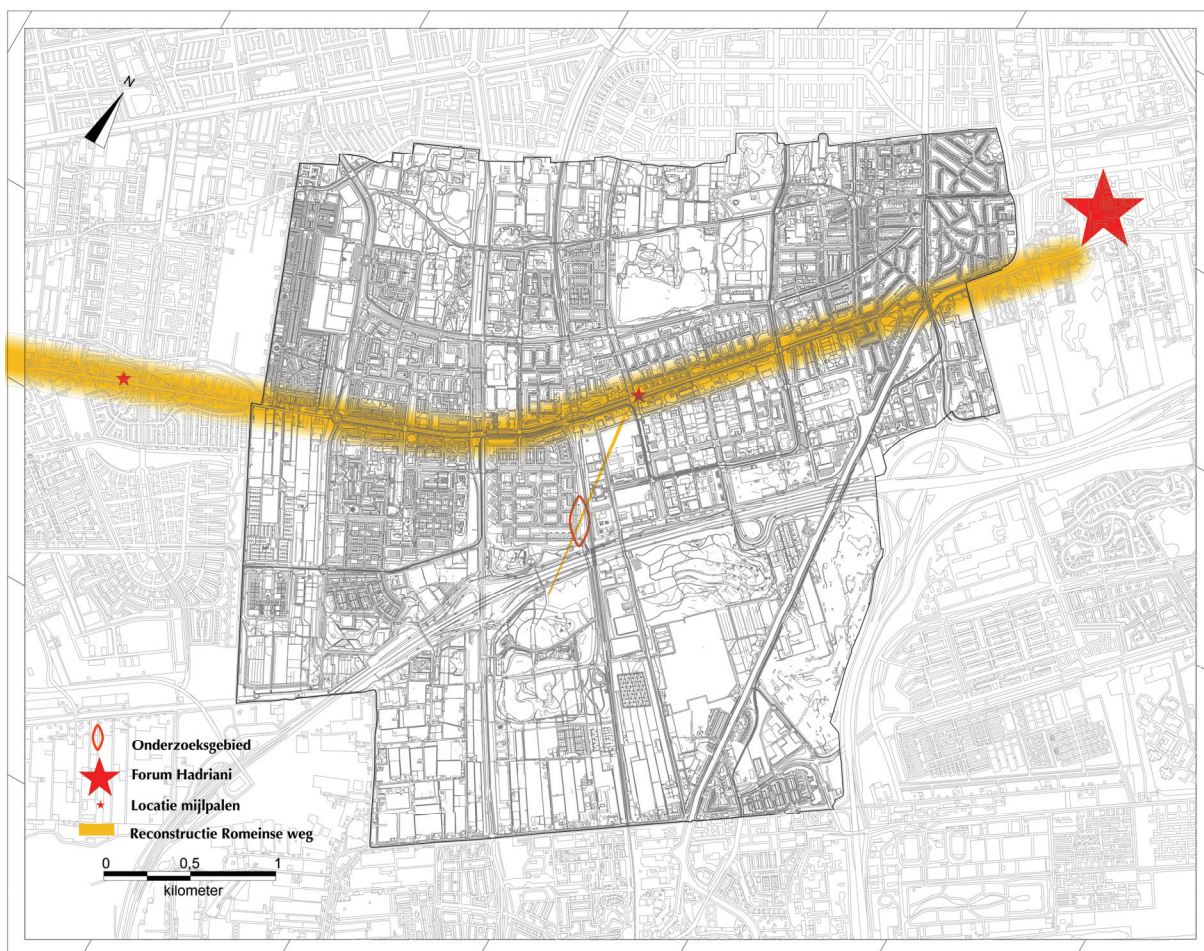 N
Onderzoeksgebied
Forum Hadriani
Locatie mijlpalen
Reconstructie Romeinse weg
0 0,5 1
kilometer